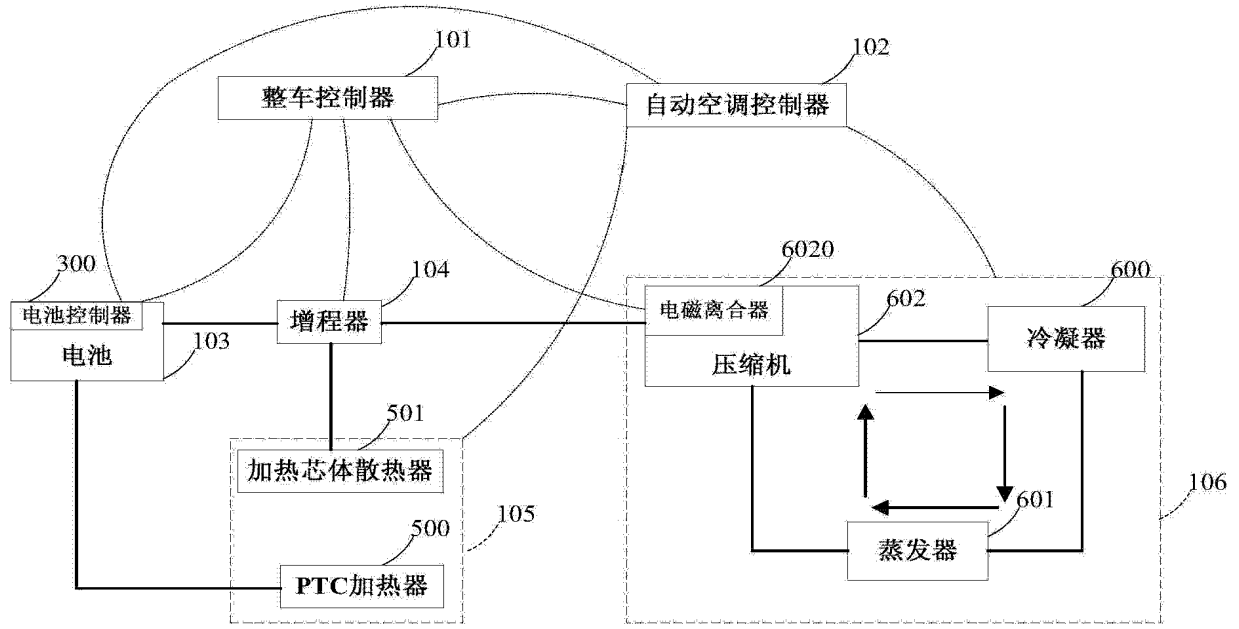 101
102
整车控制器
自动空调控制器
300
104
6020
600
电池控制器
增程器
电磁离合器
602
冷凝器
电池
103
压缩机
501
加热芯体散热器
105
106
500
601
蒸发器
PTC加热器